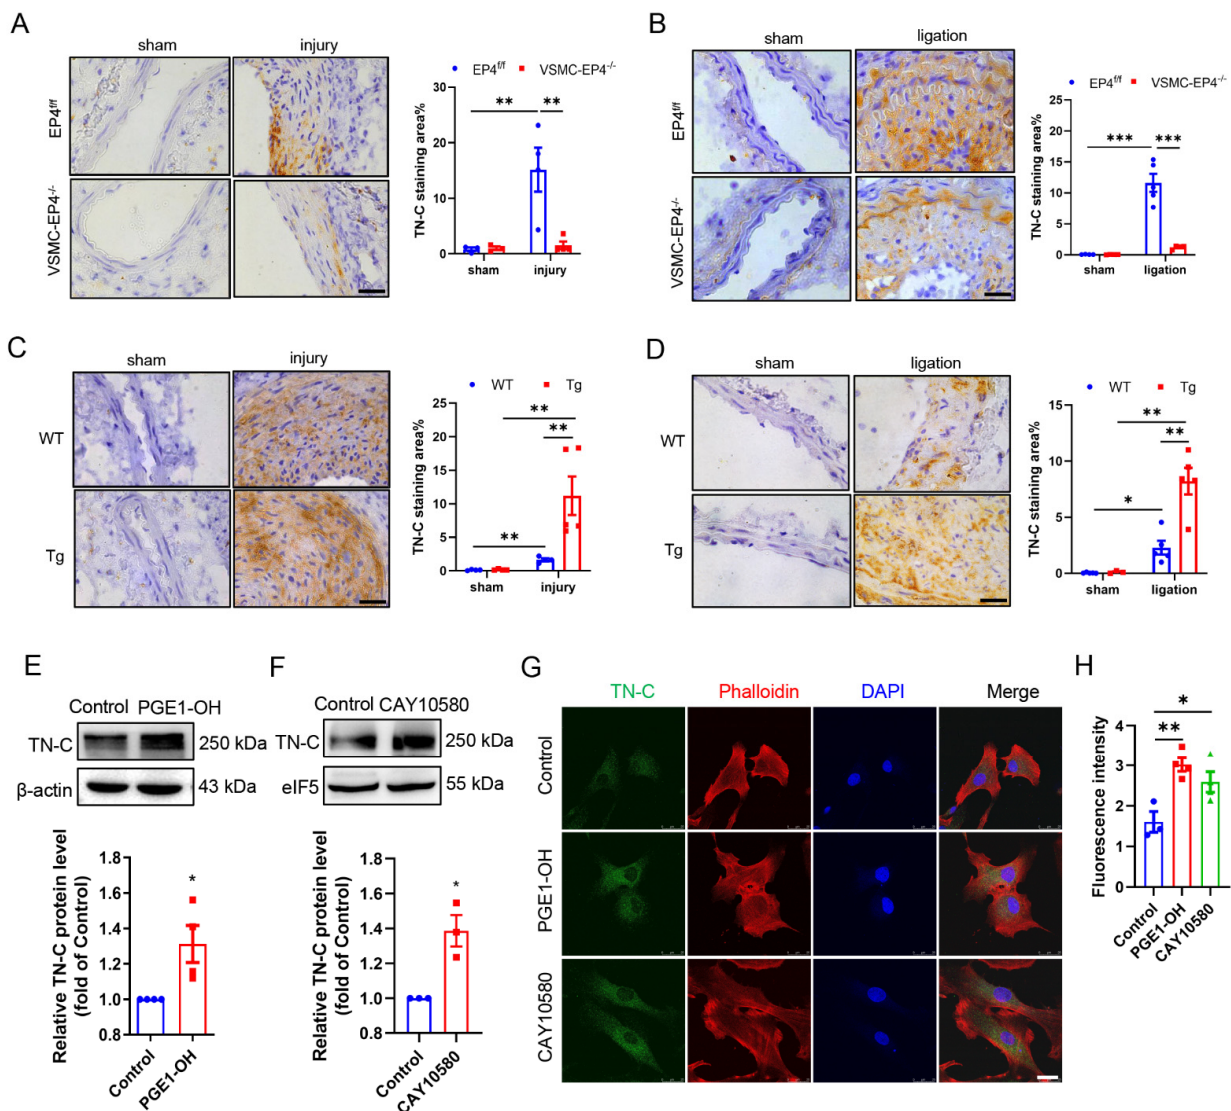 A
sham
injury
EP4f/f
VSMC-EP4-/-
EP4f/f
VSMC-EP4-/-
TN-C staining area%
40
30
20
10
0
**
**
sham
injury
B
sham
ligation
EP4f/f
VSMC-EP4-/-
EP4f/f
VSMC-EP4-/-
TN-C staining area%
25
20
15
10
5
0
***
***
sham
ligation
C
sham
injury
WT
Tg
WT
Tg
TN-C staining area%
25
20
15
10
5
0
**
**
**
sham
injury
D
sham
ligation
WT
Tg
WT
Tg
TN-C staining area%
15
10
5
0
**
**
*
sham
ligation
E
Control PGE1-OH
TN-C
250 kDa
β-actin
43 kDa
Relative TN-C protein level
(fold of Control)
1.8
1.6
1.4
1.2
1.0
0.8
*
Control
PGE1-OH
F
Control CAY10580
TN-C
250 kDa
eIF5
55 kDa
Relative TN-C protein level
(fold of Control)
1.8
1.6
1.4
1.2
1.0
0.8
*
Control
CAY10580
G
TN-C
Phalloidin
DAPI
Merge
Control
PGE1-OH
CAY10580
H
Fluorescence intensity
4
3
2
1
0
*
**
Control
PGE1-OH
CAY10580